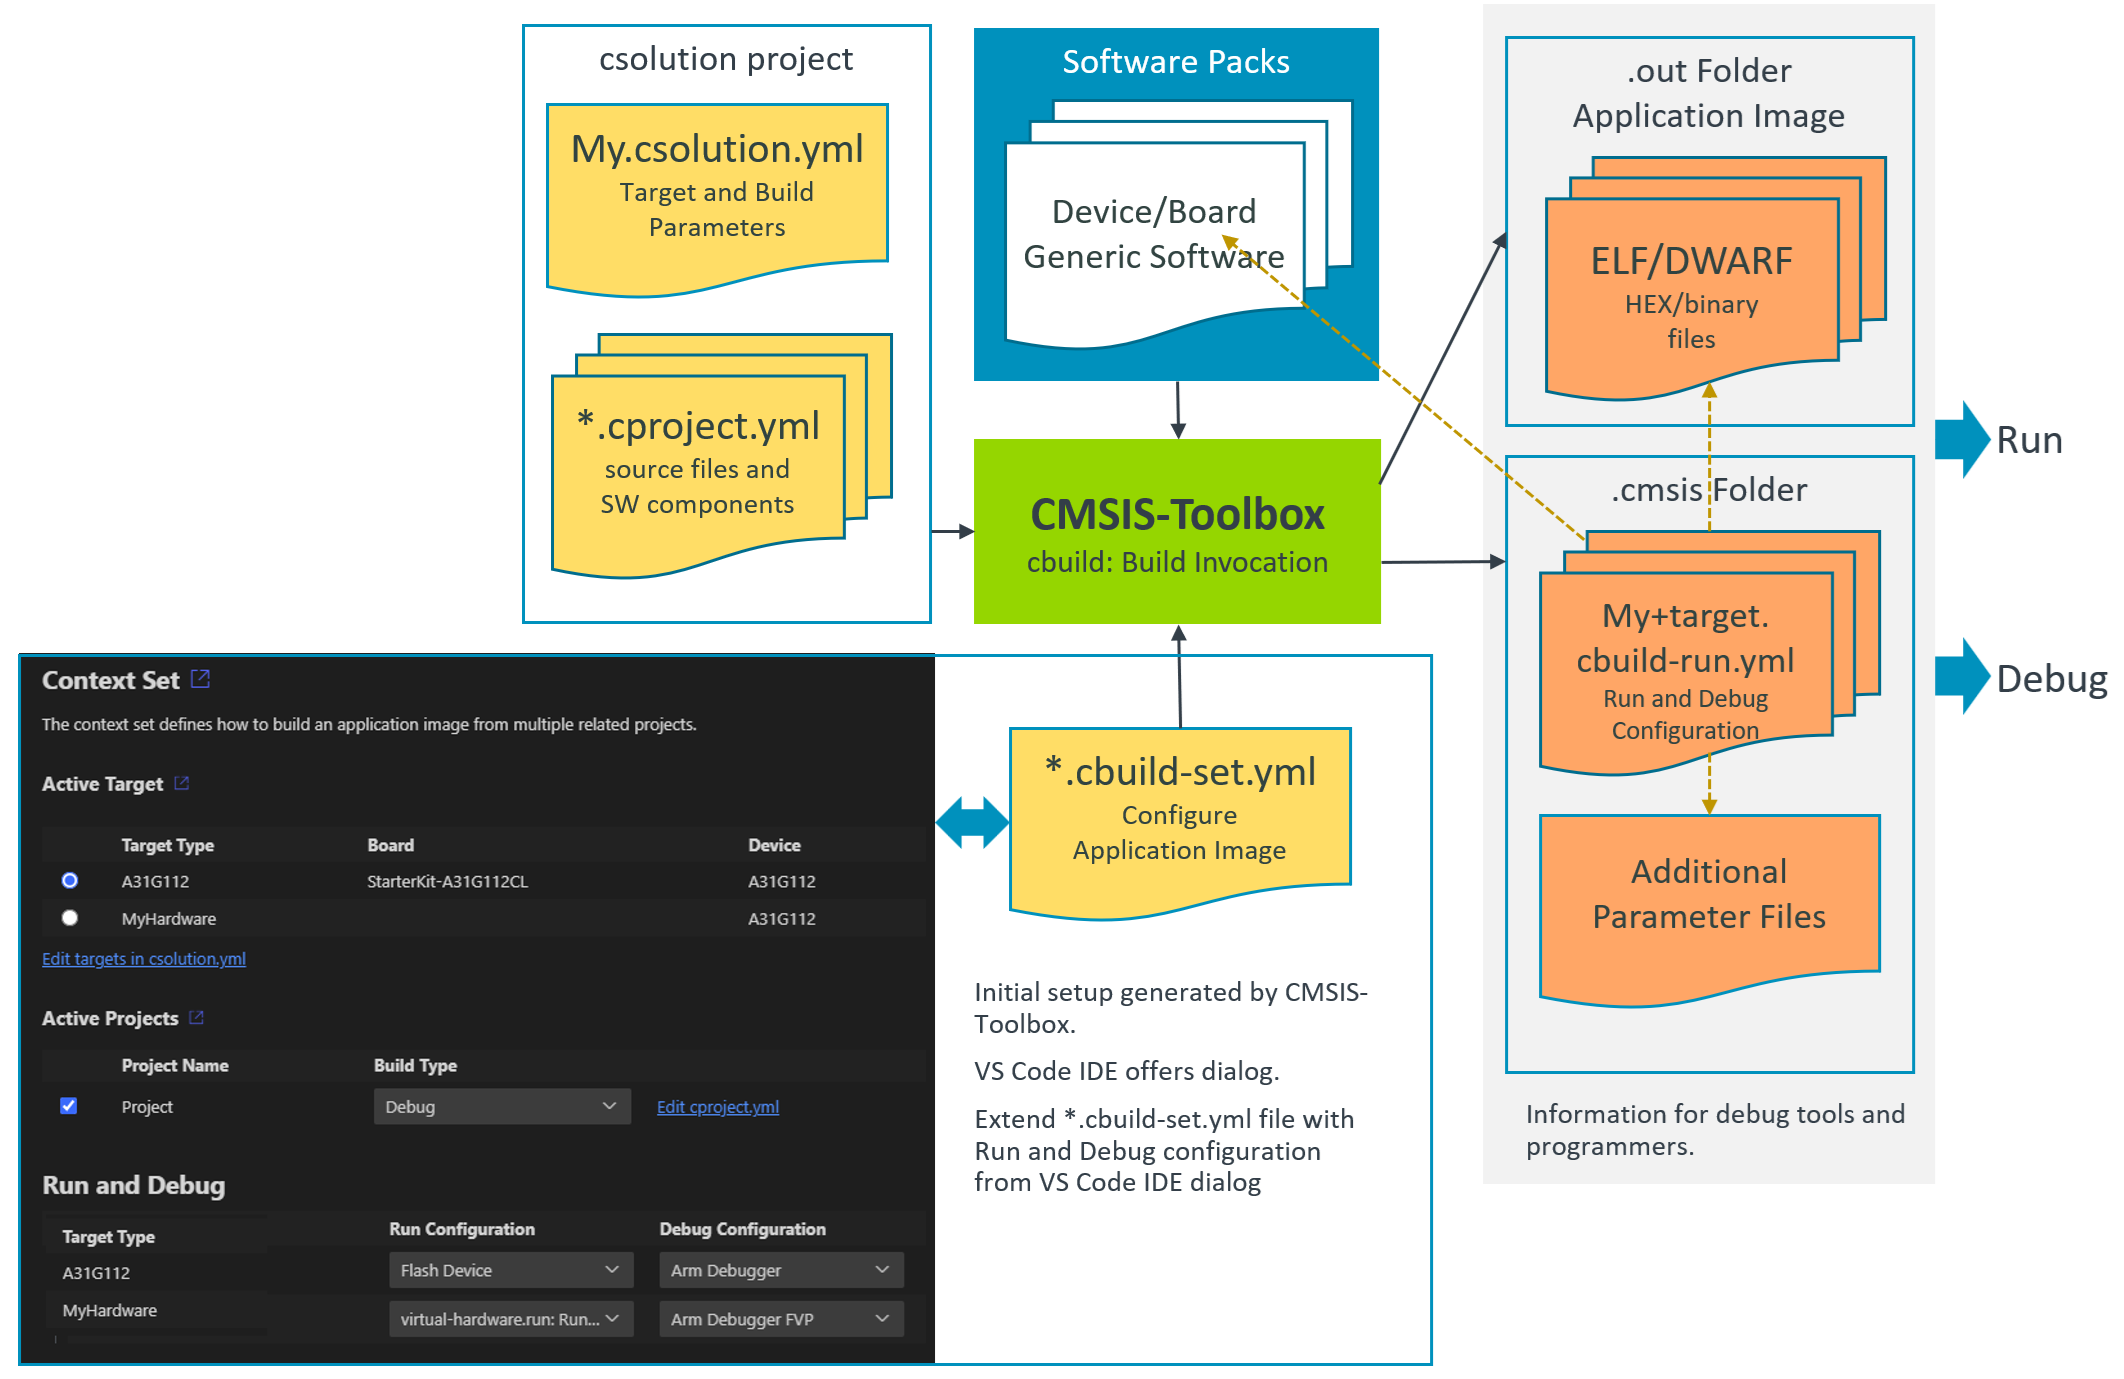 csolution project
My.csolution.yml
Target and Build
Parameters
*.cproject.yml
source files and
SW components
Software Packs
Device/Board
Generic Software
CMSIS-Toolbox
cbuild: Build Invocation
.out Folder
Application Image
ELF/DWARF
HEX/binary
files
.cmsis Folder
My+target.
cbuild-run.yml
Run and Debug
Configuration
Additional
Parameter Files
Information for debug tools and
programmers.
Run
Debug
Context Set
The context set defines how to build an application image from multiple related projects.
Active Target
Target Type Board Device
A31G112 StarterKit-A31G112CL A31G112
MyHardware A31G112
Edit targets in csolution.yml
Active Projects
Project Name Build Type
Project Debug Edit cproject.yml
Run and Debug
Target Type Run Configuration Debug Configuration
A31G112 Flash Device Arm Debugger
MyHardware virtual-hardware.run: Run... Arm Debugger FVP
*.cbuild-set.yml
Configure
Application Image
Initial setup generated by CMSIS-
Toolbox.
VS Code IDE offers dialog.
Extend *.cbuild-set.yml file with
Run and Debug configuration
from VS Code IDE dialog